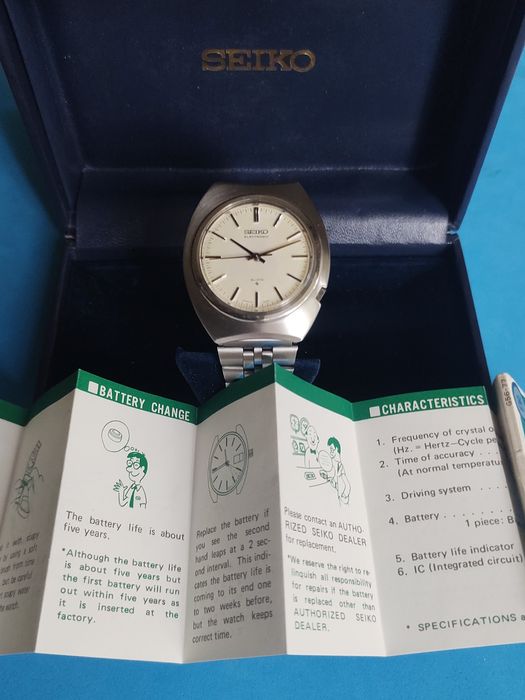 SEIKO
SEIKO
ELECTRONIC
BATTERY CHANGE
The battery life is about
five years.
*Although the battery life
is about five years but
the first battery will run
out within five years as
it is inserted at the
factory.
Replace the battery if
you see the second
hand leaps at a 2-sec-
ond interval. This indi-
cates the battery life is
coming to its end one
to two weeks before,
but the watch keeps
correct time.
Please contact an AUTHO-
RIZED SEIKO DEALER
for replacement.
*We reserve the right to re-
linquish all responsibility
for repairs if the battery
is replaced other than
AUTHORIZED SEIKO
DEALER.
CHARACTERISTICS
1. Frequency of crystal
(Hz. = Hertz–Cycle
2. Time of accuracy . . . .
(At normal
3. Driving system . . . . . .
4. Battery . . . . . . . . .
1 piece:
5. Battery life indicator
6. IC (Integrated circuit)
* SPECIFICATIONS